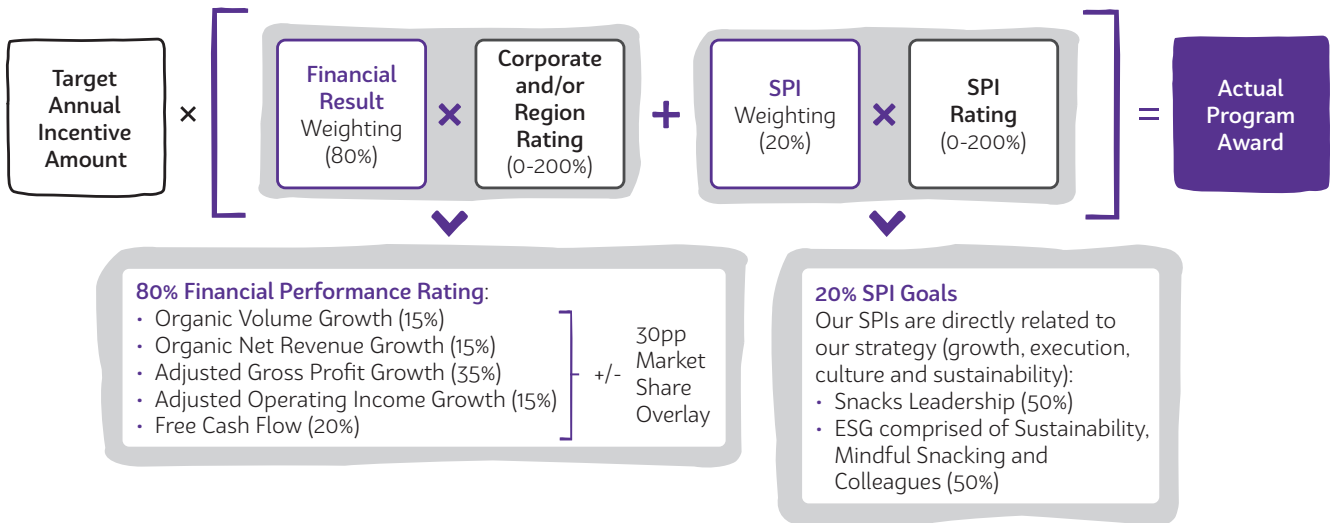 Target
Annual
Incentive
Amount
×
Financial
Result
Weighting
(80%)
×
Corporate
and/or
Region
Rating
(0-200%)
+
SPI
Weighting
(20%)
×
SPI
Rating
(0-200%)
=
Actual
Program
Award
80% Financial Performance Rating:
• Organic Volume Growth (15%)
• Organic Net Revenue Growth (15%)
• Adjusted Gross Profit Growth (35%)
• Adjusted Operating Income Growth (15%)
• Free Cash Flow (20%)
+/-
30pp
Market
Share
Overlay
20% SPI Goals
Our SPIs are directly related to
our strategy (growth, execution,
culture and sustainability):
• Snacks Leadership (50%)
• ESG comprised of Sustainability,
Mindful Snacking and
Colleagues (50%)